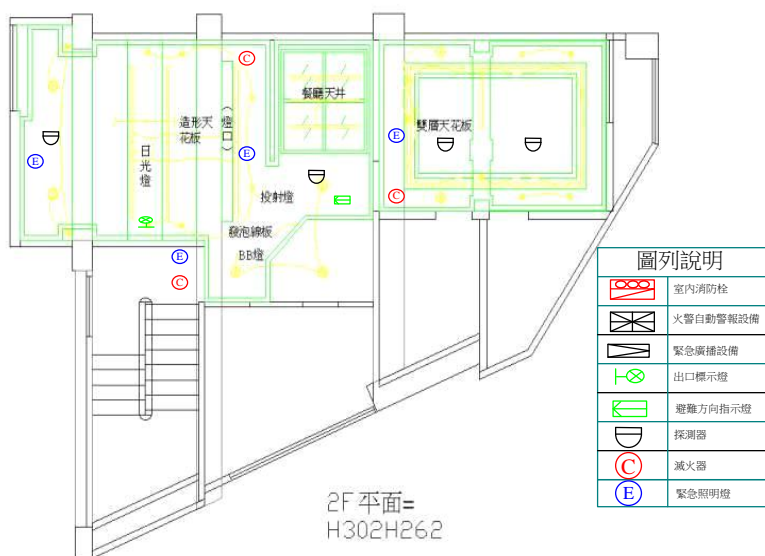 C
餐廳天井
造形天
花板
(燈口)
雙層天花板
E
E
E
日光燈
投射燈
C
發泡線板
BB燈
E
C
圖列說明
室內消防栓
火警自動警報設備
緊急廣播設備
出口標示燈
避難方向指示燈
探測器
C 滅火器
E 緊急照明燈
2F平面=
H302H262